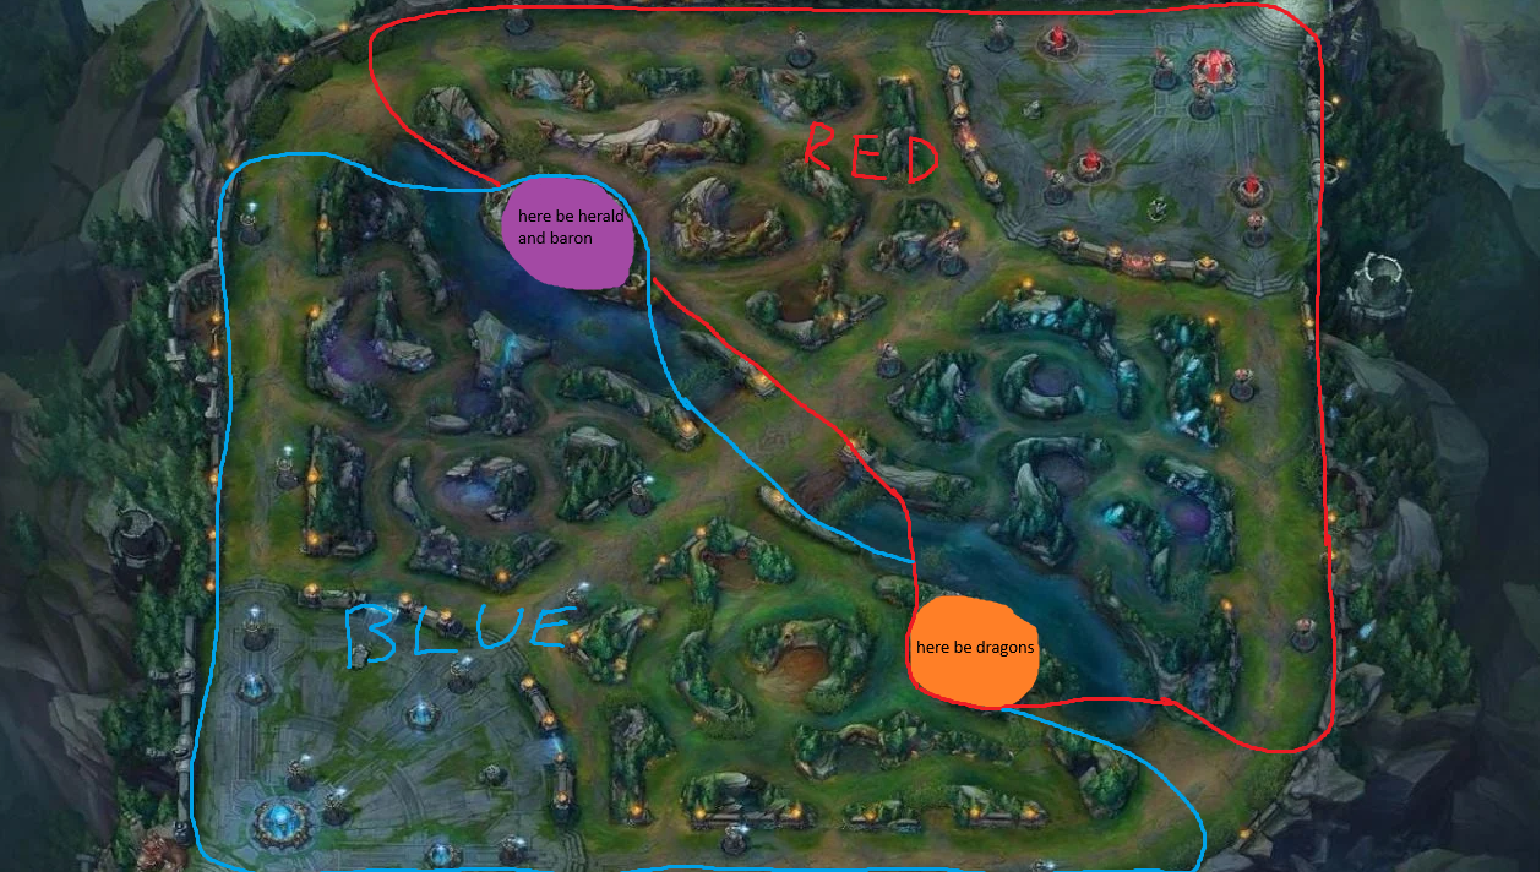 RED
here be herald
and baron
BLUE
here be dragons